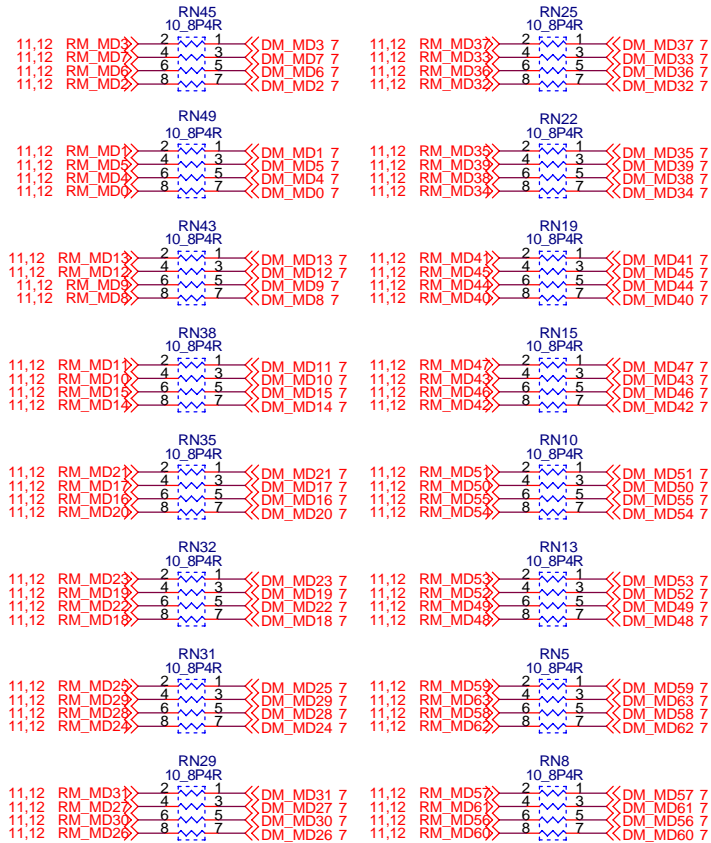 RN45
10_8P4R
11,12 RM_MD3 2 1 DM_MD3 7
11,12 RM_MD7 4 3 DM_MD7 7
11,12 RM_MD6 6 5 DM_MD6 7
11,12 RM_MD2 8 7 DM_MD2 7
RN25
10_8P4R
11,12 RM_MD37 2 1 DM_MD37 7
11,12 RM_MD33 4 3 DM_MD33 7
11,12 RM_MD36 6 5 DM_MD36 7
11,12 RM_MD32 8 7 DM_MD32 7
RN49
10_8P4R
11,12 RM_MD1 2 1 DM_MD1 7
11,12 RM_MD5 4 3 DM_MD5 7
11,12 RM_MD4 6 5 DM_MD4 7
11,12 RM_MD0 8 7 DM_MD0 7
RN22
10_8P4R
11,12 RM_MD35 2 1 DM_MD35 7
11,12 RM_MD39 4 3 DM_MD39 7
11,12 RM_MD38 6 5 DM_MD38 7
11,12 RM_MD34 8 7 DM_MD34 7
RN43
10_8P4R
11,12 RM_MD13 2 1 DM_MD13 7
11,12 RM_MD12 4 3 DM_MD12 7
11,12 RM_MD9 6 5 DM_MD9 7
11,12 RM_MD8 8 7 DM_MD8 7
RN19
10_8P4R
11,12 RM_MD41 2 1 DM_MD41 7
11,12 RM_MD45 4 3 DM_MD45 7
11,12 RM_MD44 6 5 DM_MD44 7
11,12 RM_MD40 8 7 DM_MD40 7
RN38
10_8P4R
11,12 RM_MD11 2 1 DM_MD11 7
11,12 RM_MD10 4 3 DM_MD10 7
11,12 RM_MD15 6 5 DM_MD15 7
11,12 RM_MD14 8 7 DM_MD14 7
RN15
10_8P4R
11,12 RM_MD47 2 1 DM_MD47 7
11,12 RM_MD43 4 3 DM_MD43 7
11,12 RM_MD46 6 5 DM_MD46 7
11,12 RM_MD42 8 7 DM_MD42 7
RN35
10_8P4R
11,12 RM_MD21 2 1 DM_MD21 7
11,12 RM_MD17 4 3 DM_MD17 7
11,12 RM_MD16 6 5 DM_MD16 7
11,12 RM_MD20 8 7 DM_MD20 7
RN10
10_8P4R
11,12 RM_MD51 2 1 DM_MD51 7
11,12 RM_MD50 4 3 DM_MD50 7
11,12 RM_MD55 6 5 DM_MD55 7
11,12 RM_MD54 8 7 DM_MD54 7
RN32
10_8P4R
11,12 RM_MD23 2 1 DM_MD23 7
11,12 RM_MD19 4 3 DM_MD19 7
11,12 RM_MD22 6 5 DM_MD22 7
11,12 RM_MD18 8 7 DM_MD18 7
RN13
10_8P4R
11,12 RM_MD53 2 1 DM_MD53 7
11,12 RM_MD52 4 3 DM_MD52 7
11,12 RM_MD49 6 5 DM_MD49 7
11,12 RM_MD48 8 7 DM_MD48 7
RN31
10_8P4R
11,12 RM_MD25 2 1 DM_MD25 7
11,12 RM_MD29 4 3 DM_MD29 7
11,12 RM_MD28 6 5 DM_MD28 7
11,12 RM_MD24 8 7 DM_MD24 7
RN5
10_8P4R
11,12 RM_MD59 2 1 DM_MD59 7
11,12 RM_MD63 4 3 DM_MD63 7
11,12 RM_MD58 6 5 DM_MD58 7
11,12 RM_MD62 8 7 DM_MD62 7
RN29
10_8P4R
11,12 RM_MD31 2 1 DM_MD31 7
11,12 RM_MD27 4 3 DM_MD27 7
11,12 RM_MD30 6 5 DM_MD30 7
11,12 RM_MD26 8 7 DM_MD26 7
RN8
10_8P4R
11,12 RM_MD57 2 1 DM_MD57 7
11,12 RM_MD61 4 3 DM_MD61 7
11,12 RM_MD56 6 5 DM_MD56 7
11,12 RM_MD60 8 7 DM_MD60 7